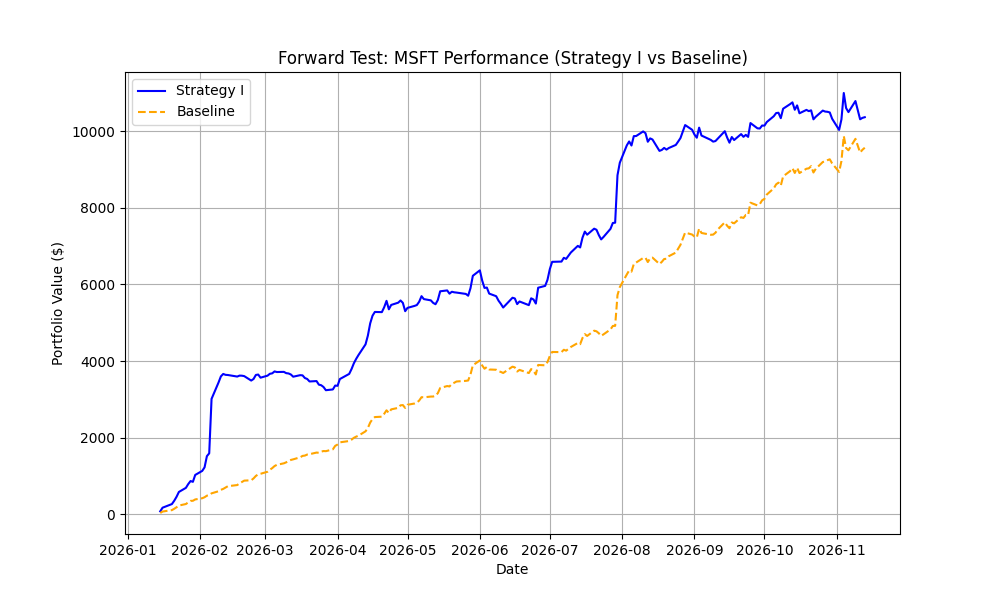 Forward Test: MSFT Performance (Strategy I vs Baseline)
Strategy I
Baseline
Portfolio Value ($)
10000
8000
6000
4000
2000
0
2026-01 2026-02 2026-03 2026-04 2026-05 2026-06 2026-07 2026-08 2026-09 2026-10 2026-11
Date